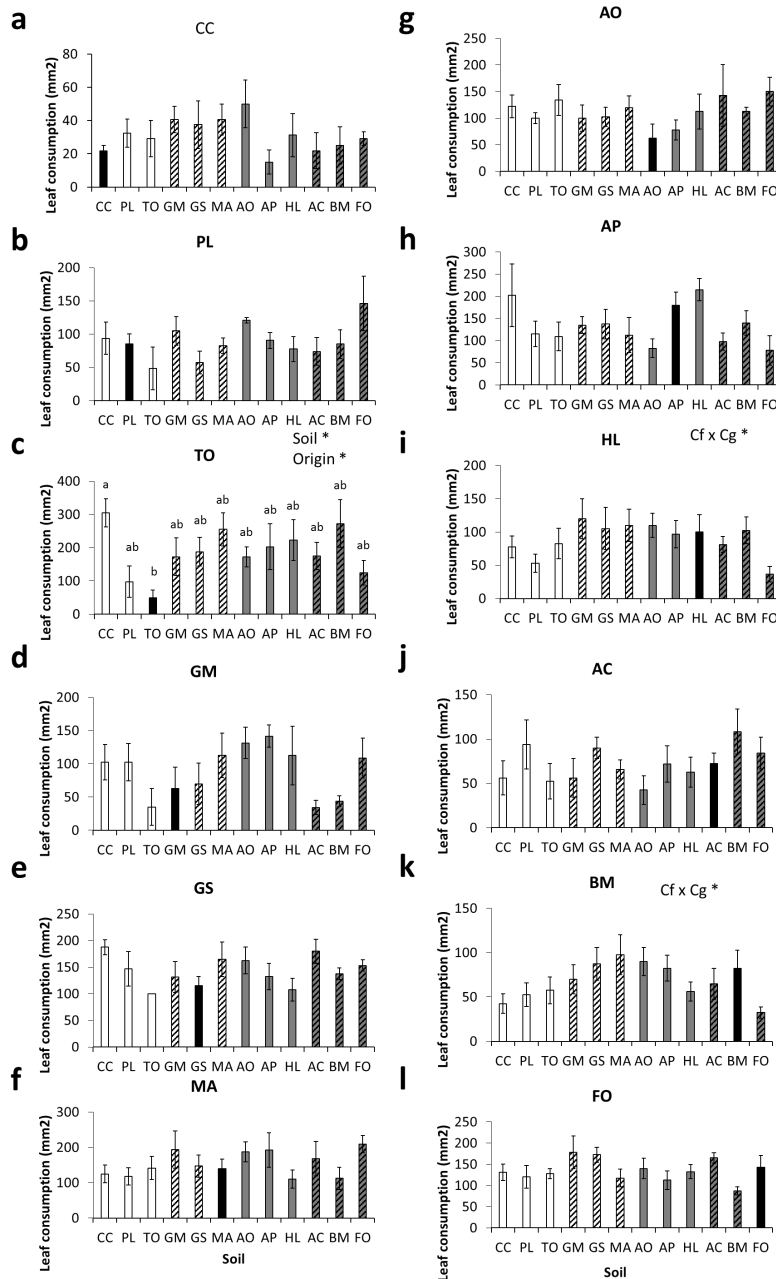 a
CC
Leaf consumption (mm2)
80
60
40
20
0
CC PL TO GM GS MA AO AP HL AC BM FO
b
PL
Leaf consumption (mm2)
200
150
100
50
0
CC PL TO GM GS MA AO AP HL AC BM FO
c
TO
Soil *
Origin *
Leaf consumption (mm2)
400
300
200
100
0
a ab b ab ab ab ab ab ab ab ab ab
CC PL TO GM GS MA AO AP HL AC BM FO
d
GM
Leaf consumption (mm2)
200
150
100
50
0
CC PL TO GM GS MA AO AP HL AC BM FO
e
GS
Leaf consumption (mm2)
250
200
150
100
50
0
CC PL TO GM GS MA AO AP HL AC BM FO
f
MA
Leaf consumption (mm2)
300
200
100
0
CC PL TO GM GS MA AO AP HL AC BM FO
Soil
g
AO
Leaf consumption (mm2)
250
200
150
100
50
0
CC PL TO GM GS MA AO AP HL AC BM FO
h
AP
Leaf consumption (mm2)
300
250
200
150
100
50
0
CC PL TO GM GS MA AO AP HL AC BM FO
i
HL
Cf x Cg *
Leaf consumption (mm2)
200
150
100
50
0
CC PL TO GM GS MA AO AP HL AC BM FO
j
AC
Leaf consumption (mm2)
150
100
50
0
CC PL TO GM GS MA AO AP HL AC BM FO
k
BM
Cf x Cg *
Leaf consumption (mm2)
150
100
50
0
CC PL TO GM GS MA AO AP HL AC BM FO
l
FO
Leaf consumption (mm2)
250
200
150
100
50
0
CC PL TO GM GS MA AO AP HL AC BM FO
Soil